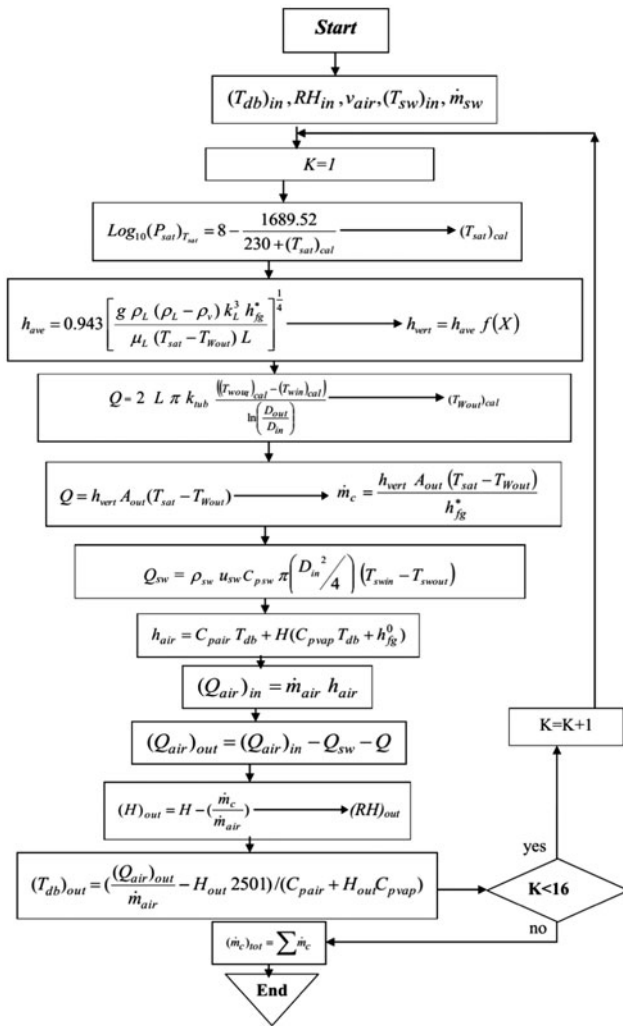 Start
(T_db)_in , RH_in , v_air , (T_sw)_in , ṁ_sw
K=1
Log_10(P_sat)_{T_sat} = 8 − 1689.52 / (230 + (T_sat)_cal) ⟶ (T_sat)_cal
h_ave = 0.943 [ g ρ_L (ρ_L − ρ_v) k_L^3 h_fg^* / (μ_L (T_sat − T_Wout) L) ]^{1/4} ⟶ h_vert = h_ave f(X)
Q = 2 L π k_tub (((T_wout)_cal − (T_win)_cal) / ln(D_out / D_in) ⟶ (T_Wout)_cal
Q = h_vert A_out (T_sat − T_Wout) ⟶ ṁ_c = h_vert A_out (T_sat − T_Wout) / h_fg^*
Q_sw = ρ_sw u_sw C_psw π (D_in^2 / 4) (T_swin − T_swout)
h_air = C_pair T_db + H(C_pvap T_db + h_fg^0)
(Q_air)_in = ṁ_air h_air
K=K+1
(Q_air)_out = (Q_air)_in − Q_sw − Q
(H)_out = H − (ṁ_c / ṁ_air) ⟶ (RH)_out
yes
(T_db)_out = ((Q_air)_out / ṁ_air − H_out 2501)/(C_pair + H_out C_pvap)
K<16
no
(ṁ_c)_tot = ∑ ṁ_c
End